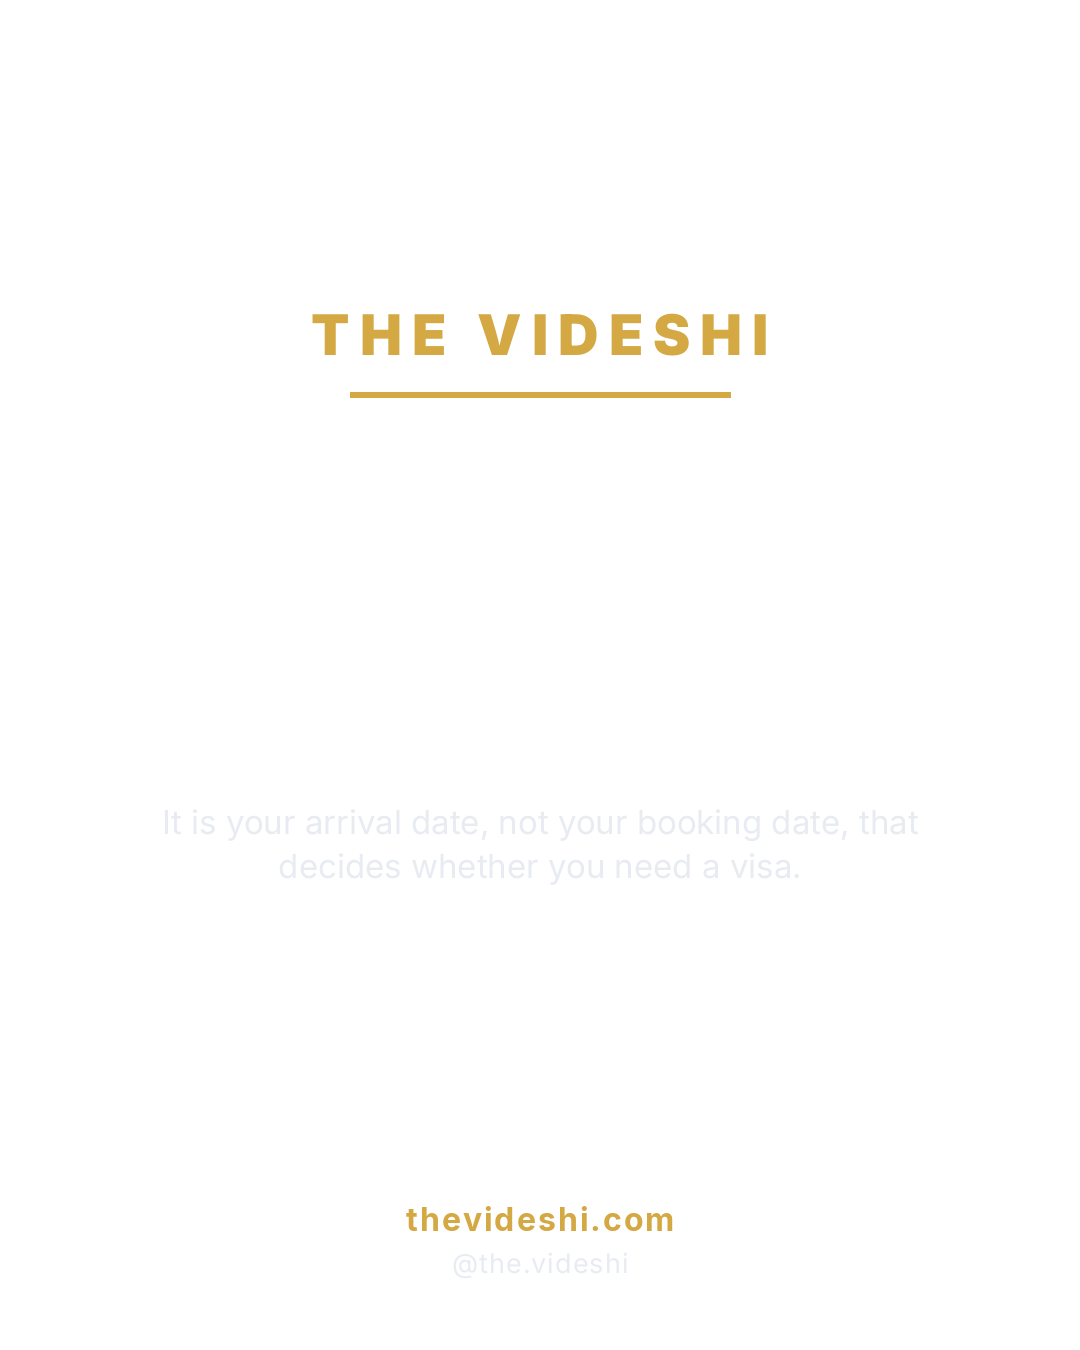 THE VIDESHI
It is your arrival date, not your booking date, that
decides whether you need a visa.
thevideshi.com
@the.videshi